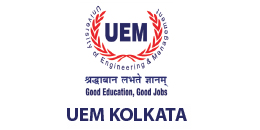 UEM
University of Engineering & Management
श्रद्धावान लभते ज्ञानम्
Good Education, Good Jobs
UEM KOLKATA